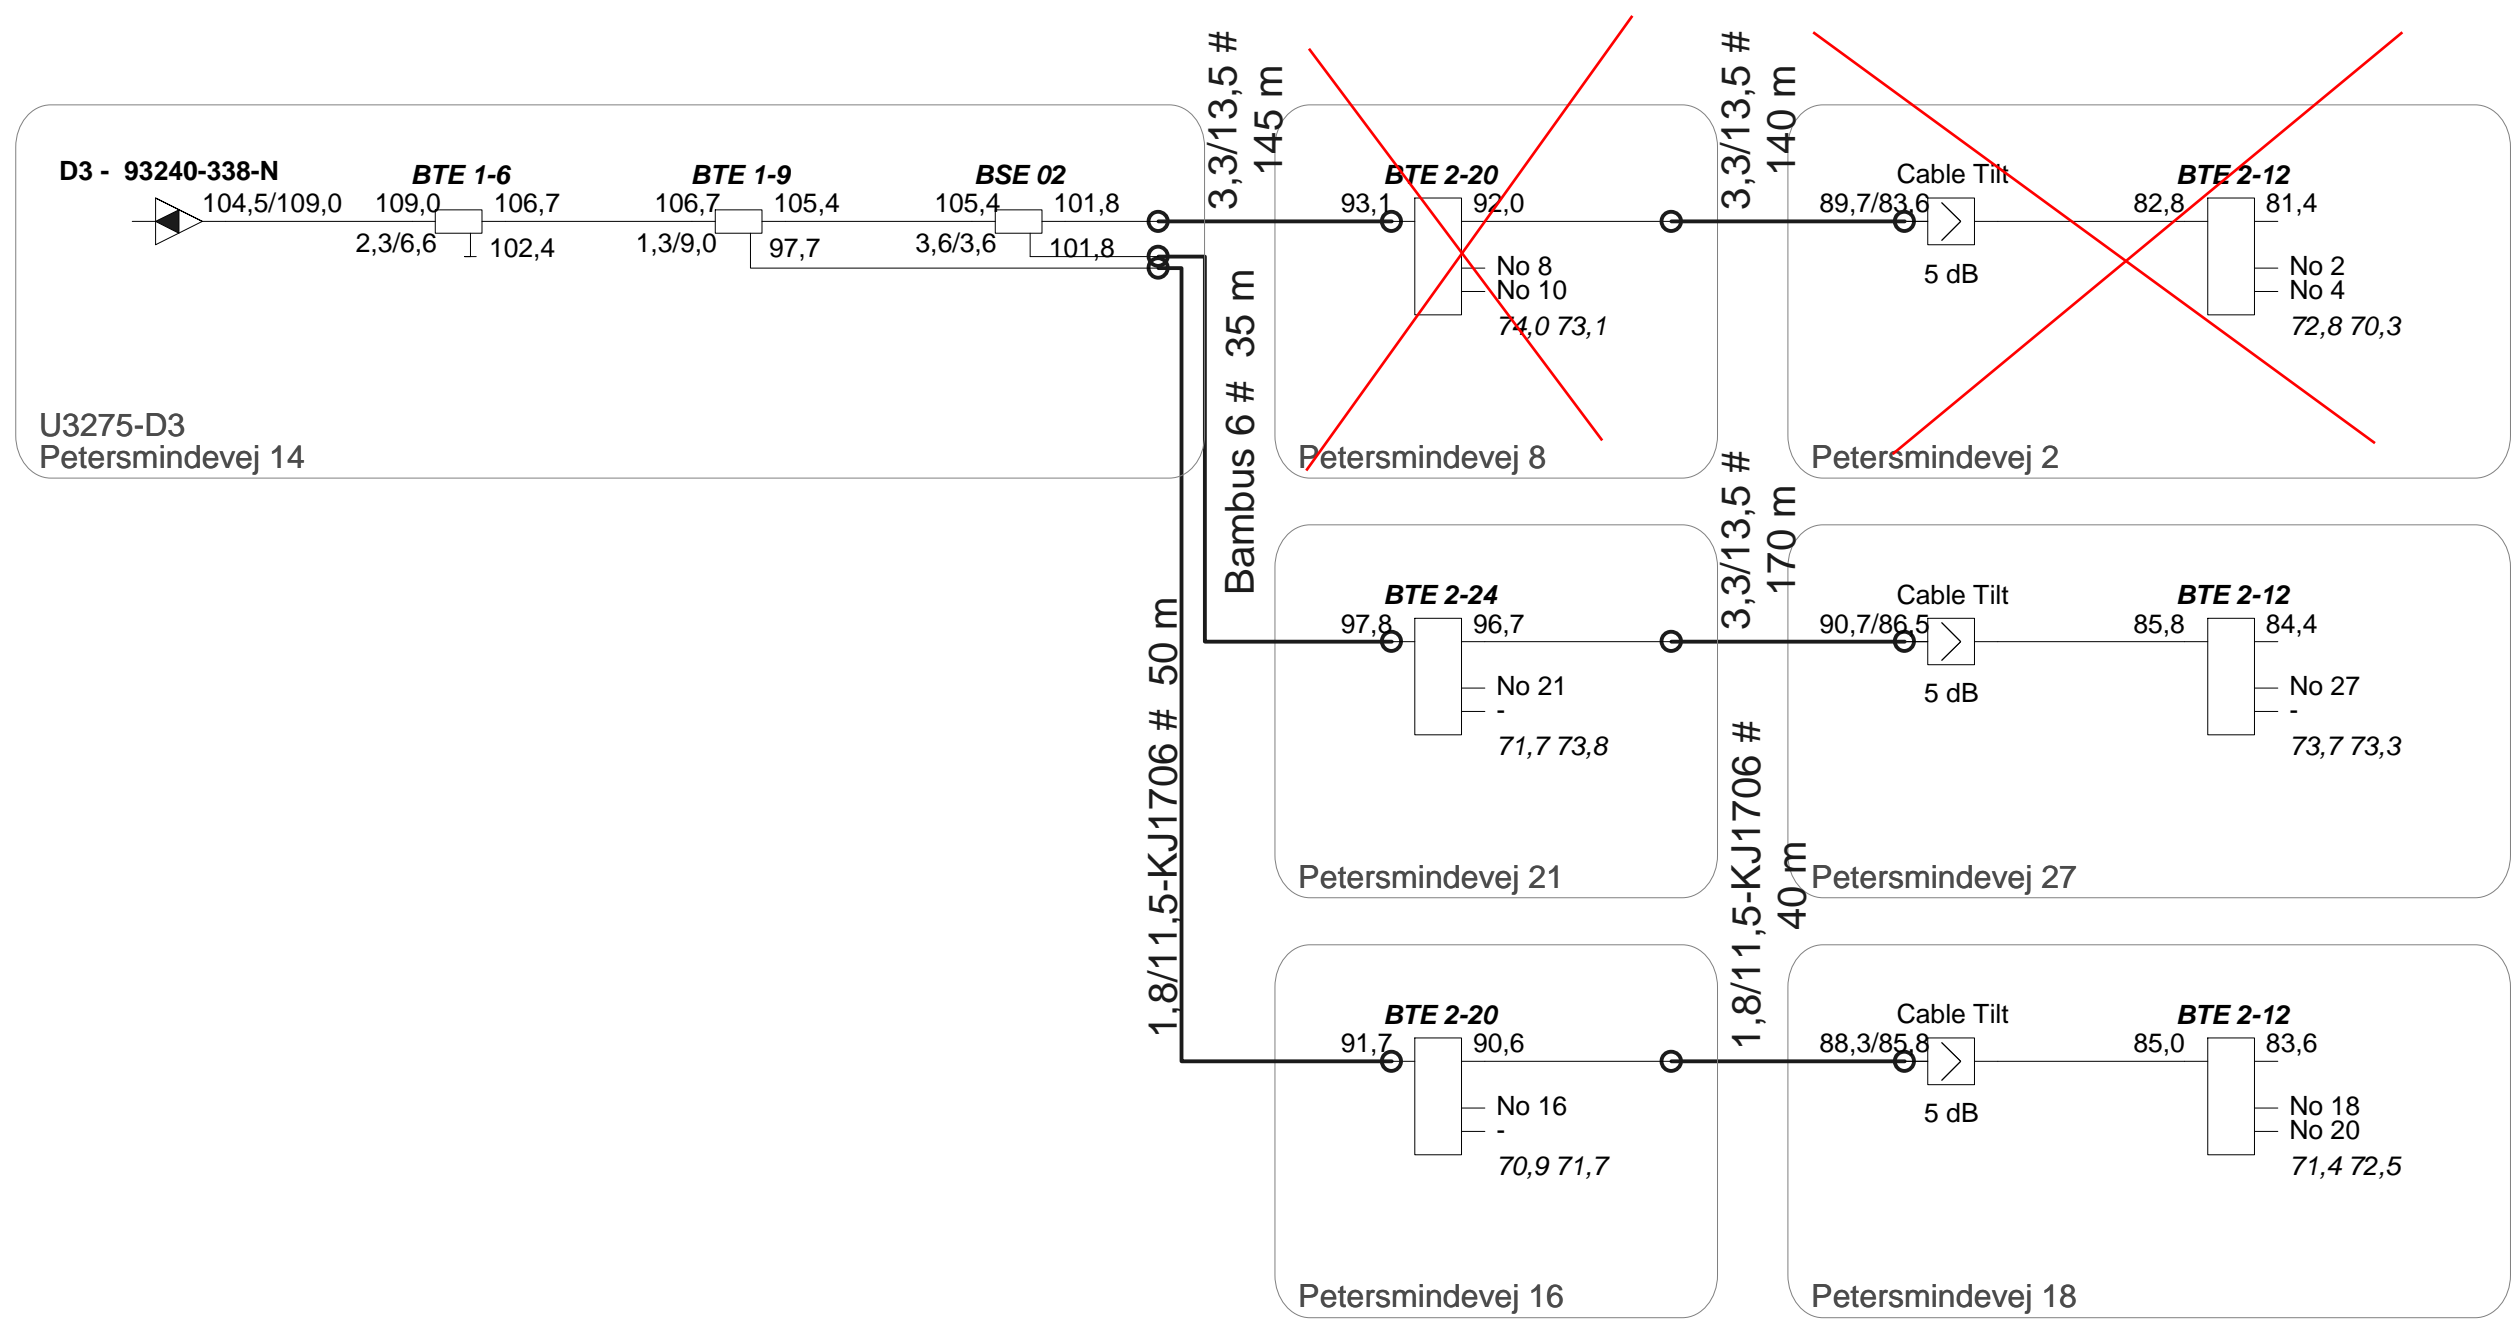 D3 - 93240-338-N
104,5/109,0
BTE 1-6
109,0
106,7
2,3/6,6
102,4
BTE 1-9
106,7
105,4
1,3/9,0
97,7
BSE 02
105,4
101,8
3,6/3,6
101,8
U3275-D3
Petersmindevej 14
3,3/13,5 #
145 m
BTE 2-20
93,1
92,0
No 8
No 10
74,0 73,1
Petersmindevej 8
3,3/13,5 #
140 m
Cable Tilt
89,7/83,6
5 dB
BTE 2-12
82,8
81,4
No 2
No 4
72,8 70,3
Petersmindevej 2
Bambus 6 # 35 m
BTE 2-24
97,8
96,7
No 21
-
71,7 73,8
Petersmindevej 21
3,3/13,5 #
170 m
Cable Tilt
90,7/86,5
5 dB
BTE 2-12
85,8
84,4
No 27
-
73,7 73,3
Petersmindevej 27
1,8/11,5-KJ1706 # 50 m
BTE 2-20
91,7
90,6
No 16
-
70,9 71,7
Petersmindevej 16
1,8/11,5-KJ1706 #
40 m
Cable Tilt
88,3/85,8
5 dB
BTE 2-12
85,0
83,6
No 18
No 20
71,4 72,5
Petersmindevej 18